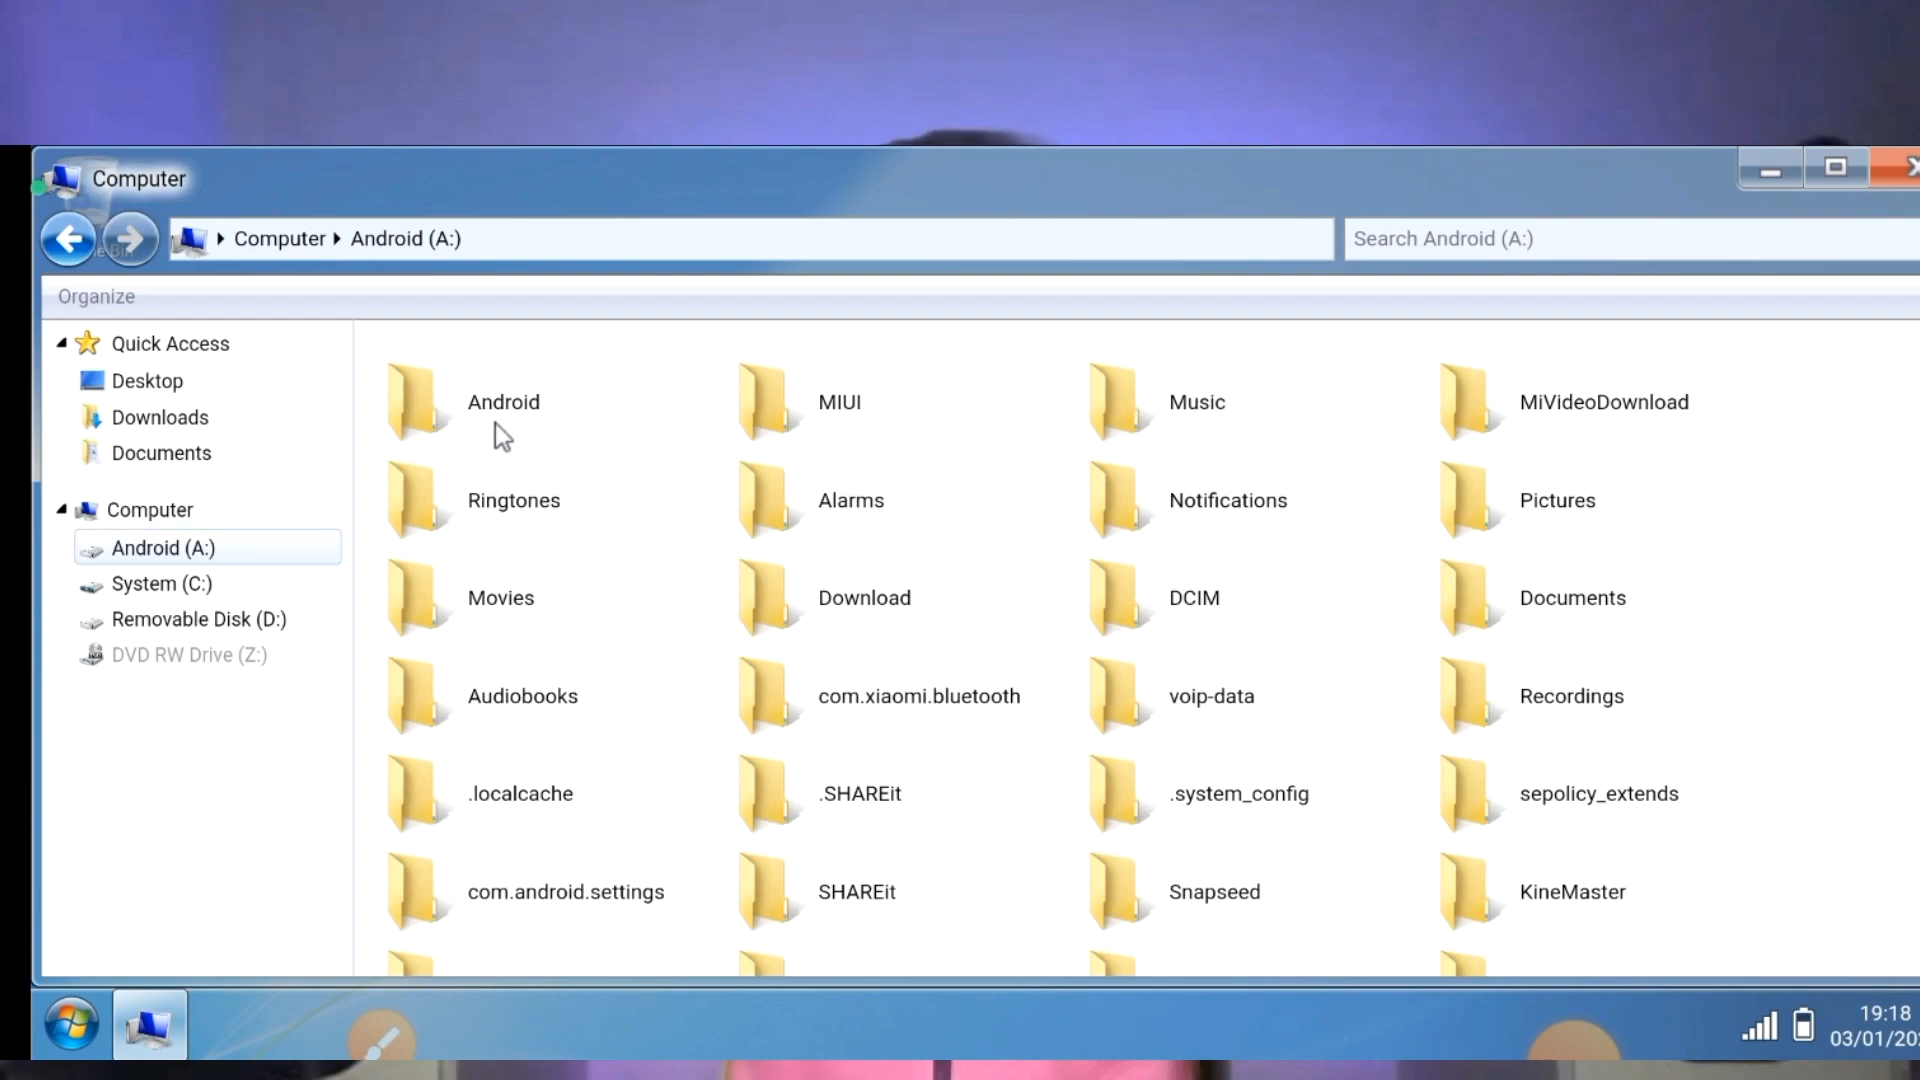 Computer
Computer Android (A:)
Search Android (A:)
Organize
Quick Access
Desktop
Downloads
Documents
Computer
Android (A:)
System (C:)
Removable Disk (D:)
DVD RW Drive (Z:)
Android MIUI Music MiVideoDownload
Ringtones Alarms Notifications Pictures
Movies Download DCIM Documents
Audiobooks com.xiaomi.bluetooth voip-data Recordings
.localcache .SHAREit .system_config sepolicy_extends
com.android.settings SHAREit Snapseed KineMaster
19:18